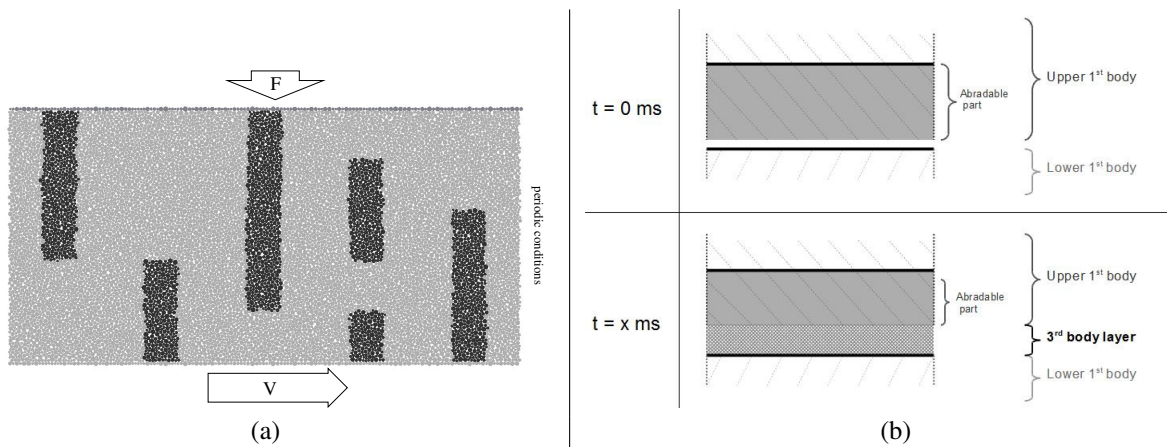 F
periodic conditions
V
(a)
t = 0 ms
Abradable
part
Upper 1st body
Lower 1st body
t = x ms
Abradable
part
Upper 1st body
3rd body layer
Lower 1st body
(b)